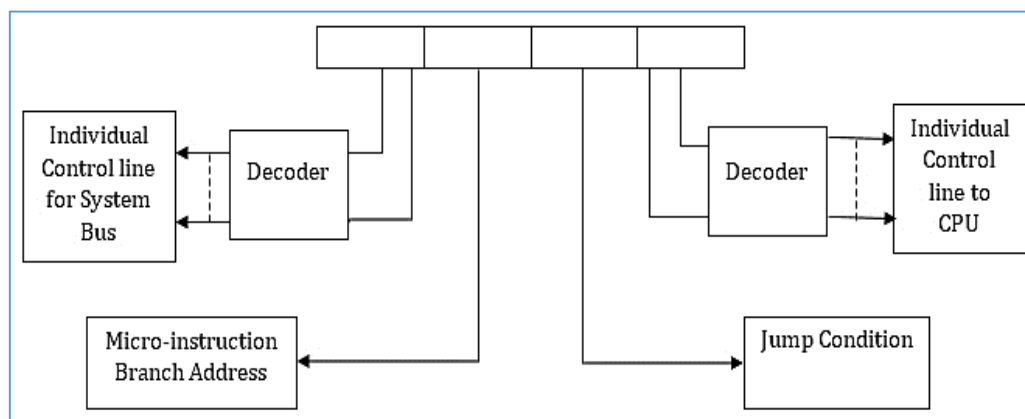 Individual
Control line
for System
Bus
Decoder
Decoder
Individual
Control
line to
CPU
Micro-instruction
Branch Address
Jump Condition